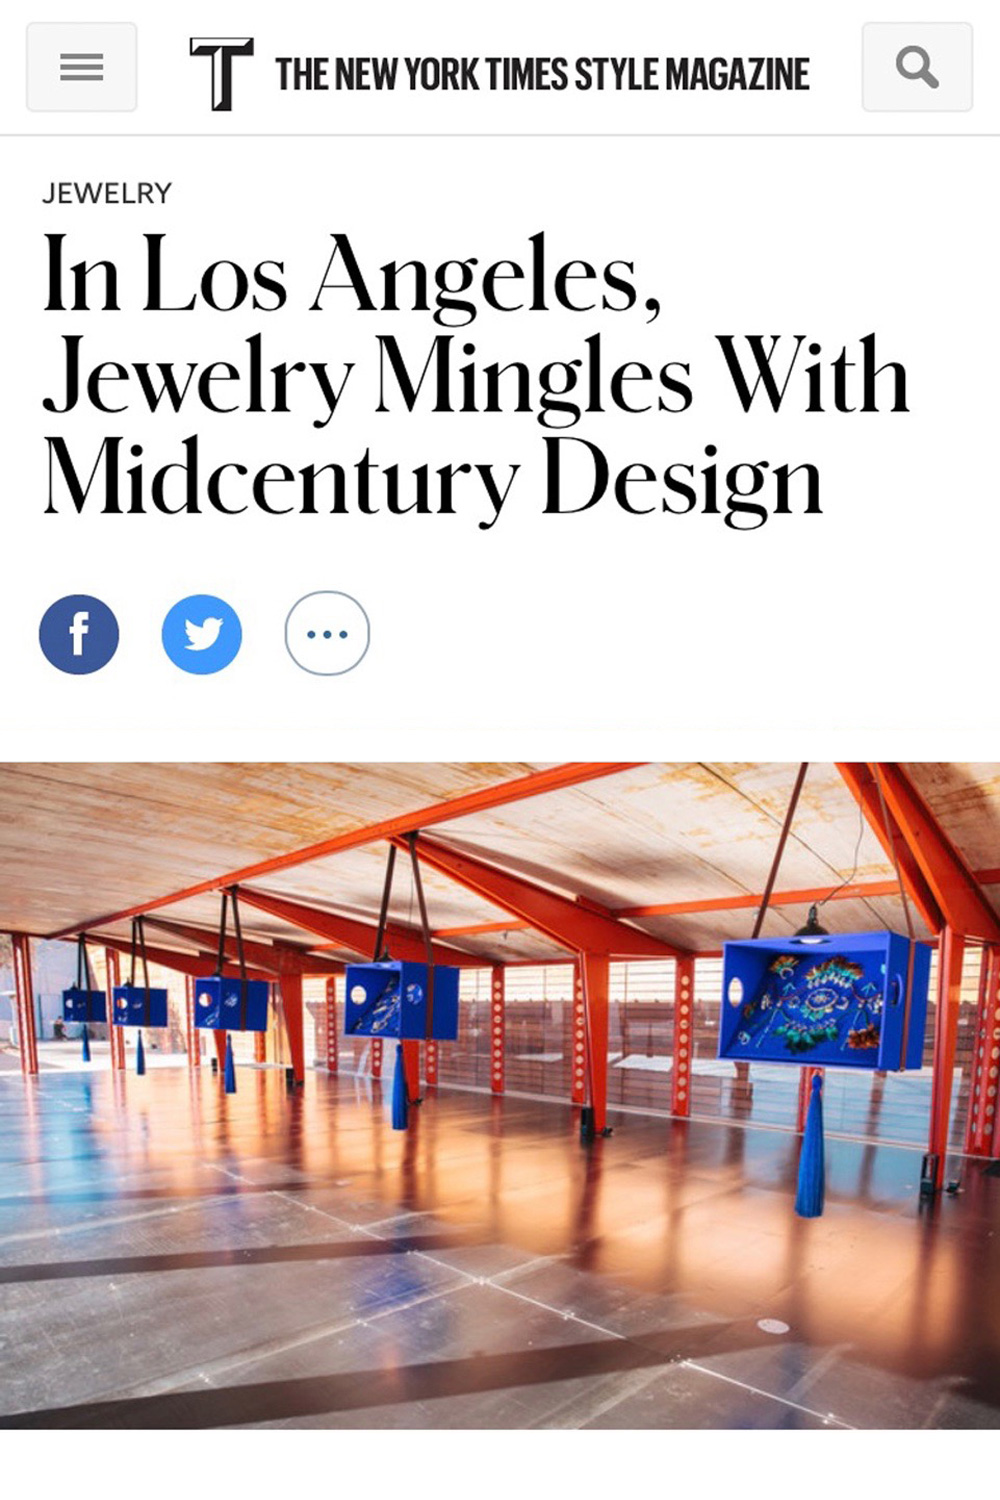 T THE NEW YORK TIMES STYLE MAGAZINE
JEWELRY
In Los Angeles,
Jewelry Mingles With
Midcentury Design